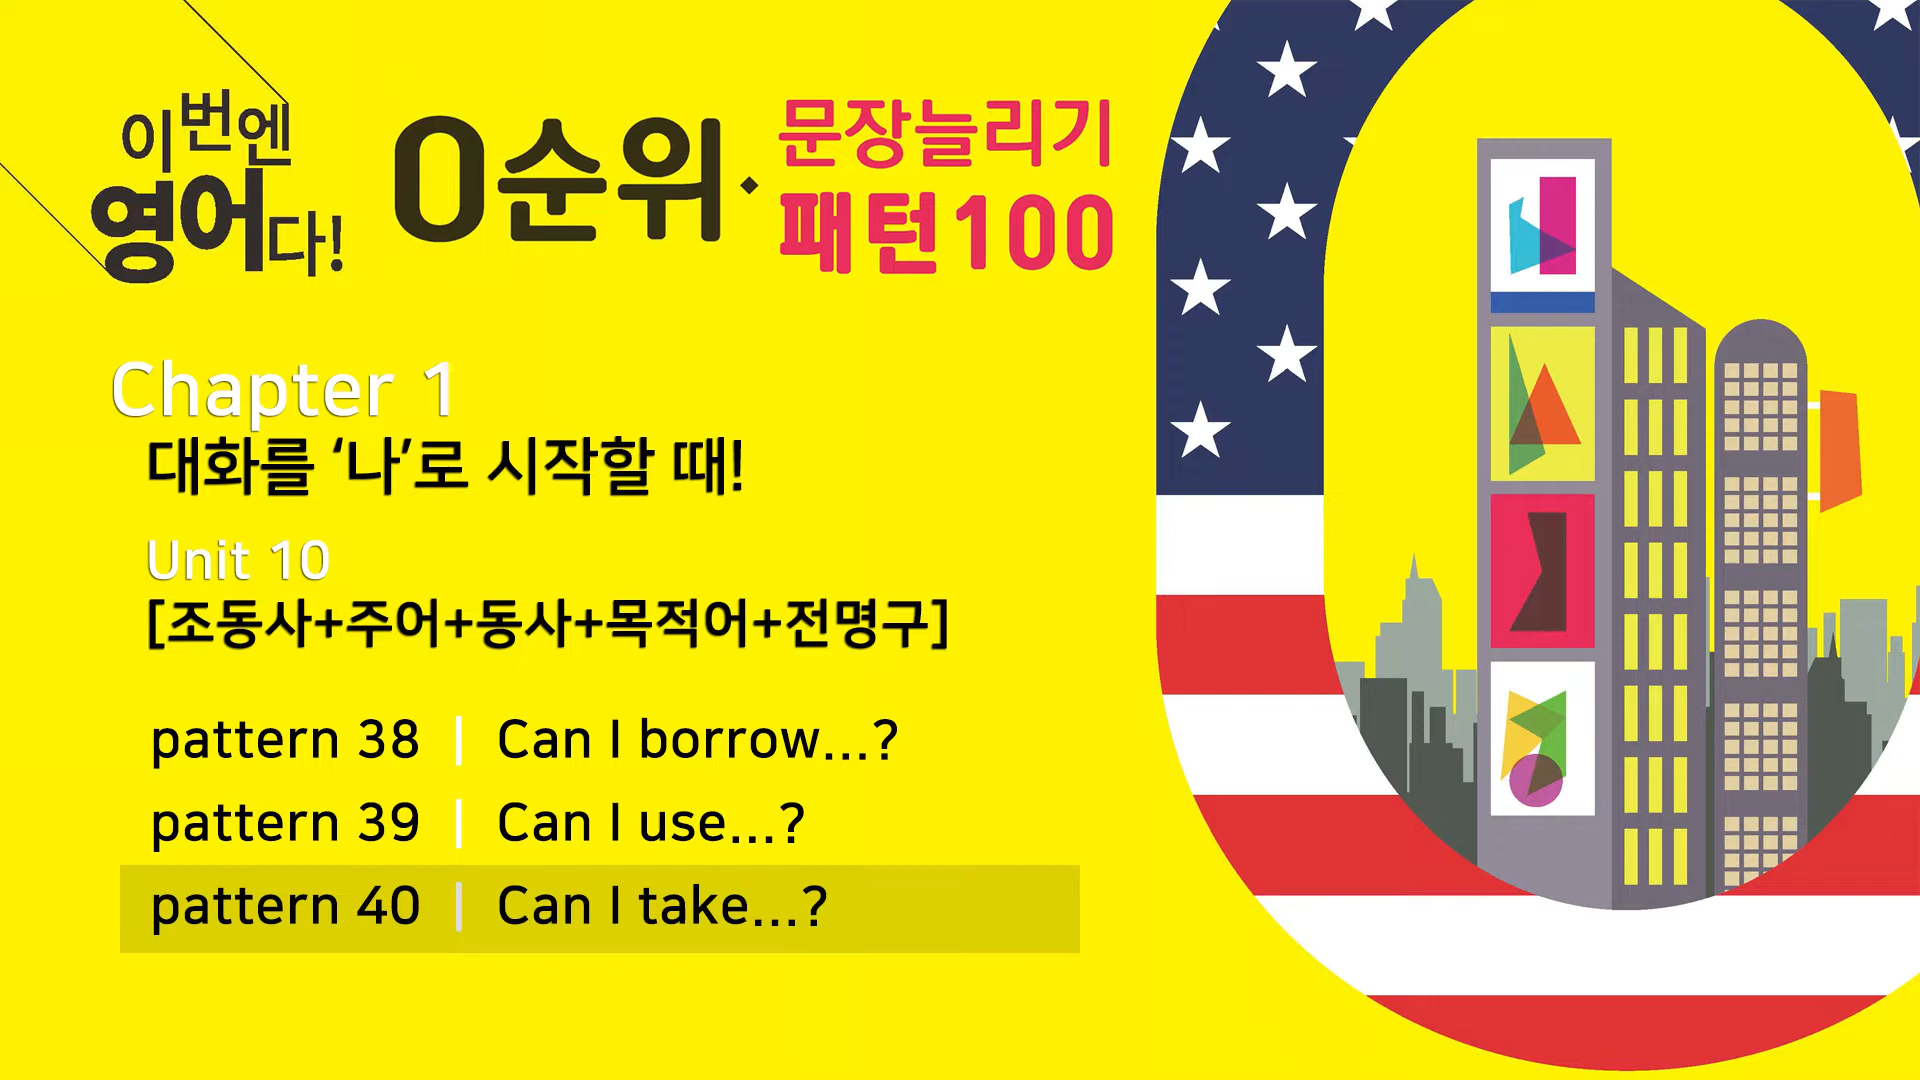 이번엔
영어다!
0순위·
문장늘리기
패턴100
Chapter 1
대화를 ‘나’로 시작할 때!
Unit 10
[조동사+주어+동사+목적어+전명구]
pattern 38 | Can I borrow...?
pattern 39 | Can I use...?
pattern 40 | Can I take...?